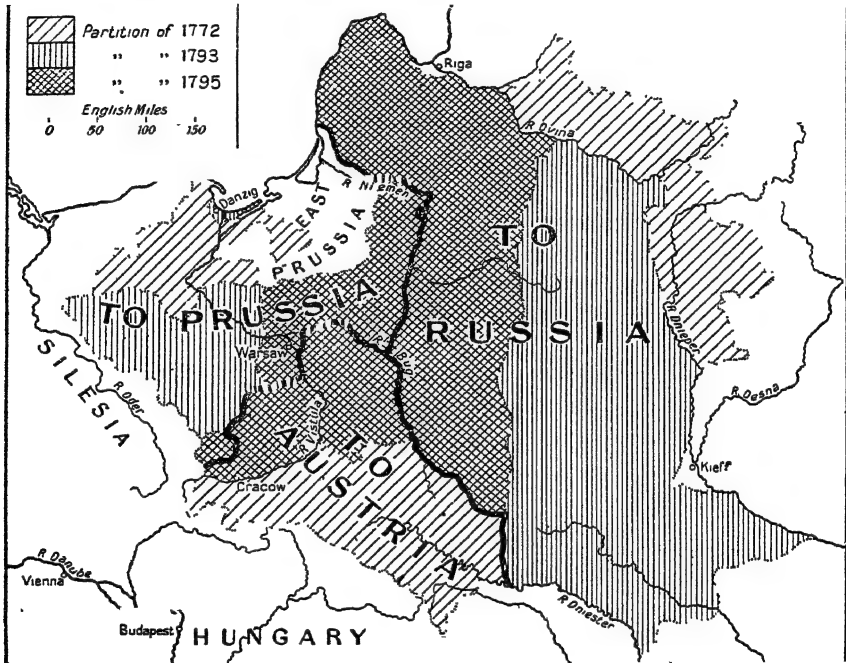 Partition of 1772
" " 1793
" " 1795
English Miles
0 50 100 150
Riga
R. Dvina
Danzig
R. Niemen
EAST
PRUSSIA
TO
TO PRUSSIA
RUSSIA
R. Dnieper
Warsaw
R. Bug
SILESIA
R. Oder
R. Desna
R. Vistula
TO
AUSTRIA
Kieff
Cracow
R. Danube
Vienna
R. Dniester
Budapest
HUNGARY